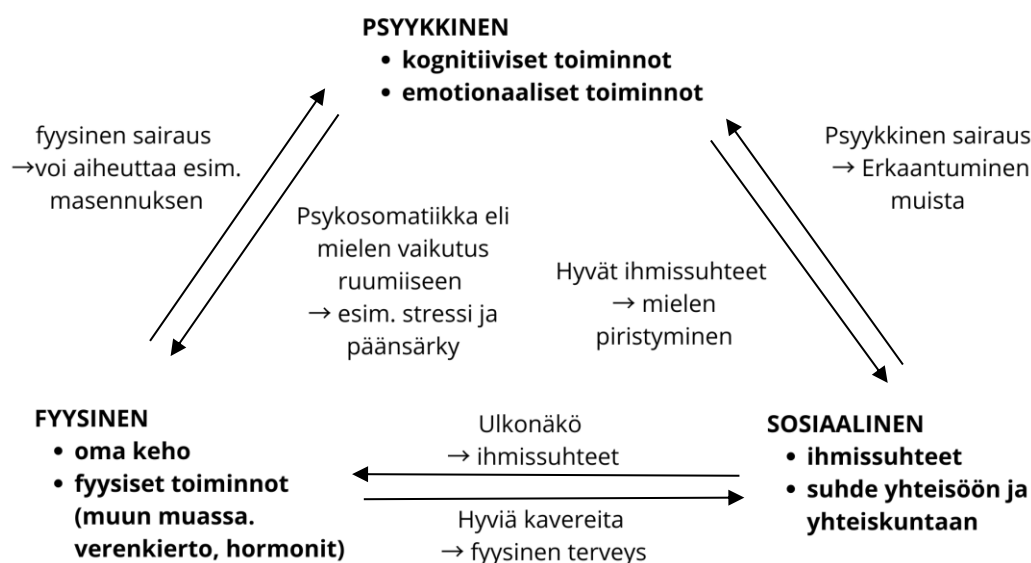 PSYYKKINEN
• kognitiiviset toiminnot
• emotionaaliset toiminnot
fyysinen sairaus
→voi aiheuttaa esim.
masennuksen
Psykosomatiikka eli
mielen vaikutus
ruumiiseen
→ esim. stressi ja
päänsärky
Psyykkinen sairaus
→ Erkaantuminen
muista
Hyvät ihmissuhteet
→ mielen
piristyminen
FYYSINEN
• oma keho
• fyysiset toiminnot
(muun muassa.
verenkierto, hormonit)
Ulkonäkö
→ ihmissuhteet
Hyviä kavereita
→ fyysinen terveys
SOSIAALINEN
• ihmissuhteet
• suhde yhteisöön ja
yhteiskuntaan